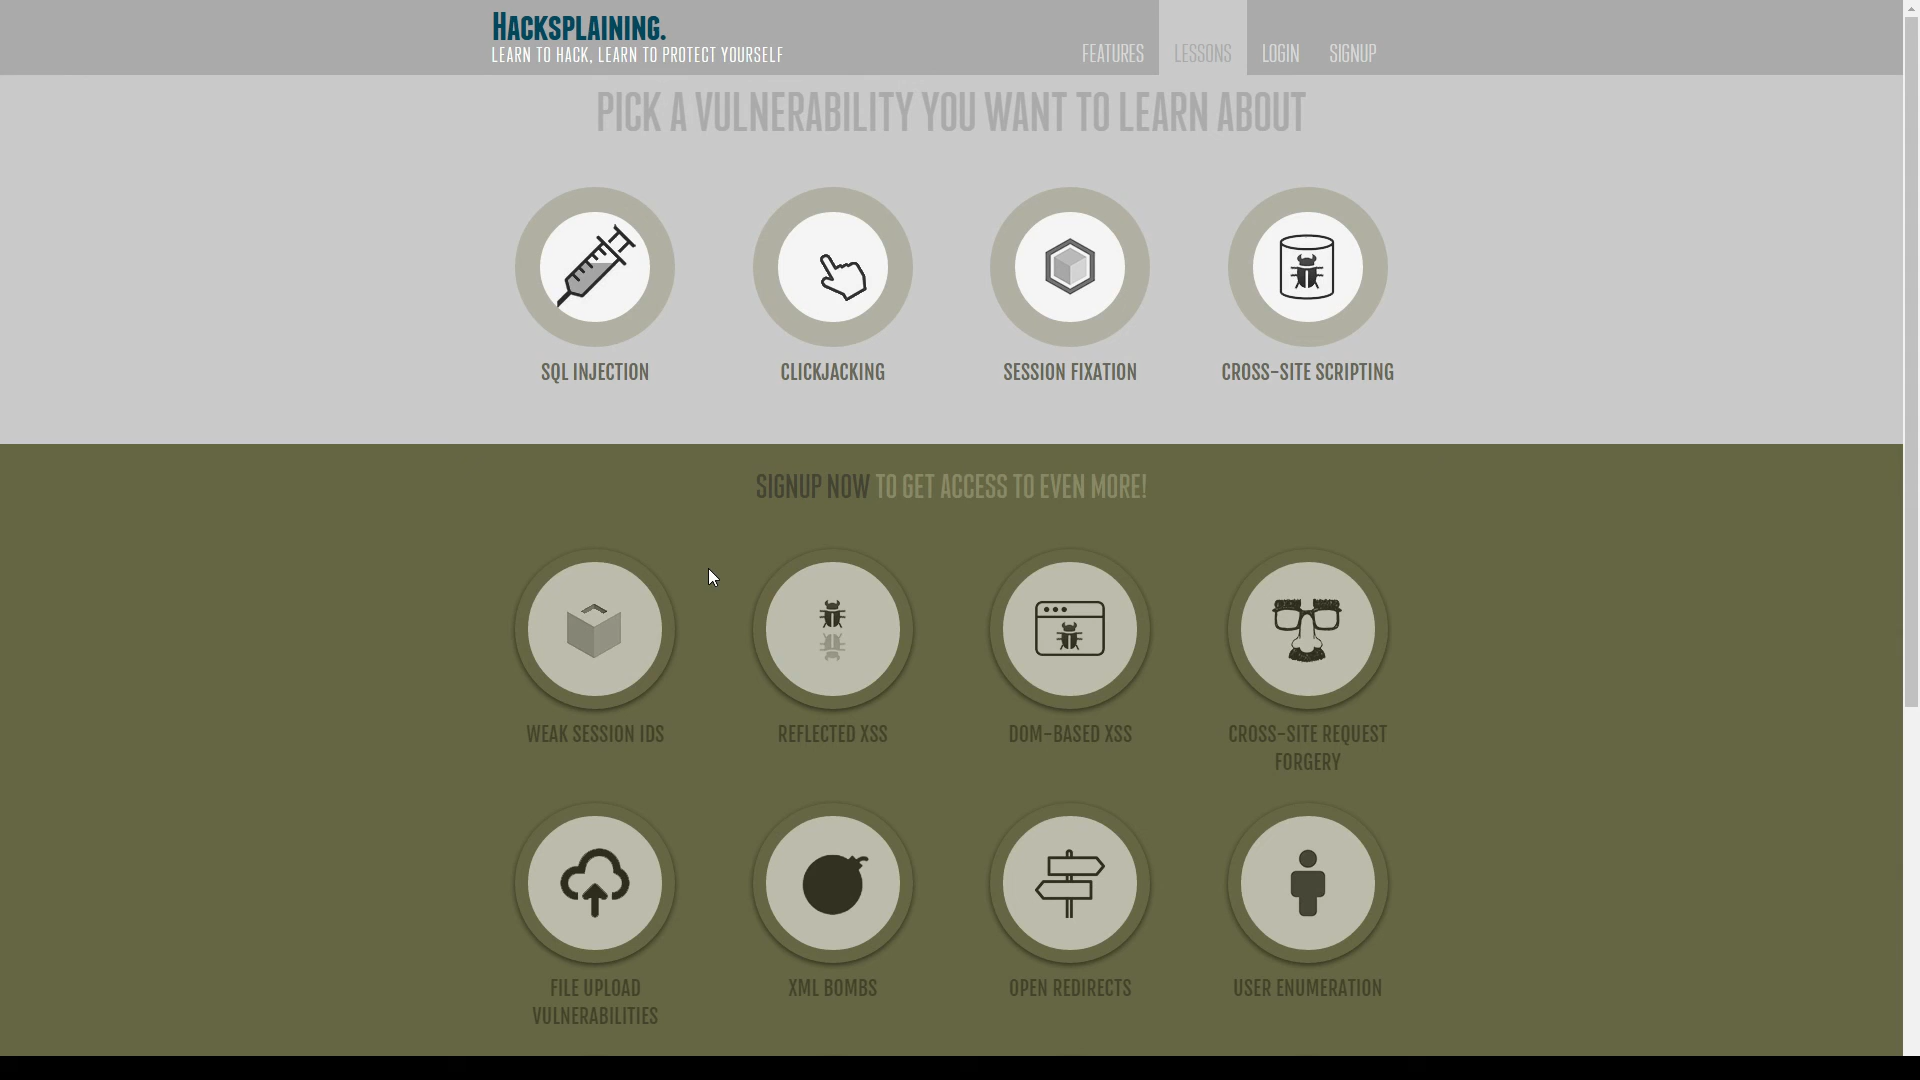 HACKSPLAINING.
LEARN TO HACK, LEARN TO PROTECT YOURSELF
FEATURES LESSONS LOGIN SIGNUP
PICK A VULNERABILITY YOU WANT TO LEARN ABOUT
SQL INJECTION CLICKJACKING SESSION FIXATION CROSS-SITE SCRIPTING
SIGNUP NOW TO GET ACCESS TO EVEN MORE!
WEAK SESSION IDS REFLECTED XSS DOM-BASED XSS CROSS-SITE REQUEST
FORGERY
FILE UPLOAD XML BOMBS OPEN REDIRECTS USER ENUMERATION
VULNERABILITIES